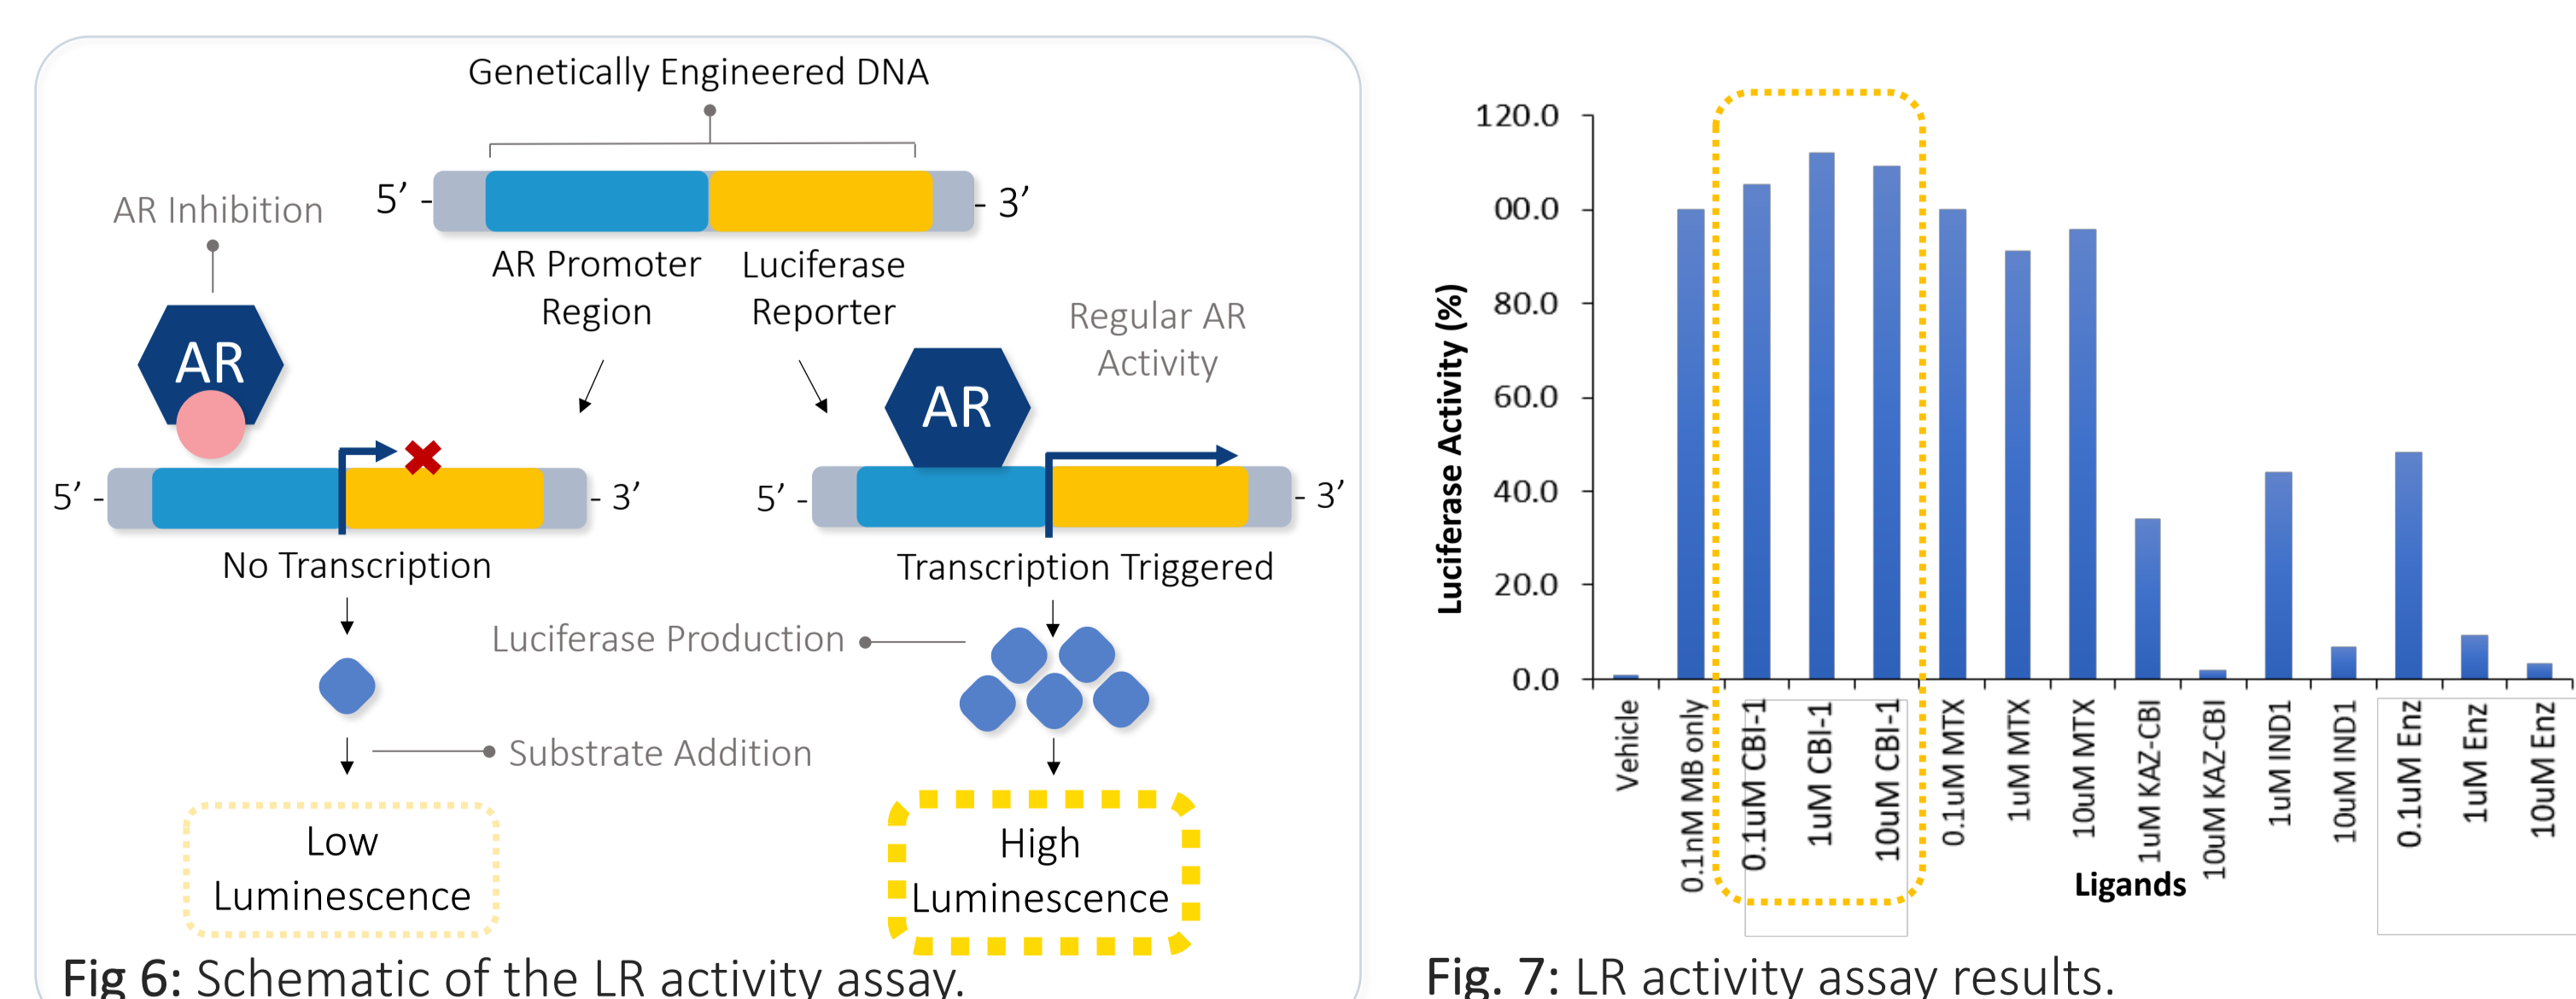 Genetically Engineered DNA
5’ -
- 3’
AR Inhibition
AR Promoter
Region
Luciferase
Reporter
Regular AR
Activity
AR
AR
5’ -
- 3’
5’ -
- 3’
No Transcription
Transcription Triggered
Luciferase Production
Substrate Addition
Low
Luminescence
High
Luminescence
Fig 6: Schematic of the LR activity assay.
120.0
00.0
80.0
60.0
40.0
20.0
0.0
Luciferase Activity (%)
Vehicle
0.1nM MB only
0.1uM CBI-1
1uM CBI-1
10uM CBI-1
0.1uM MTX
1uM MTX
10uM MTX
1uM KAZ-CBI
10uM KAZ-CBI
1uM IND1
10uM IND1
0.1uM Enz
1uM Enz
10uM Enz
Ligands
Fig. 7: LR activity assay results.